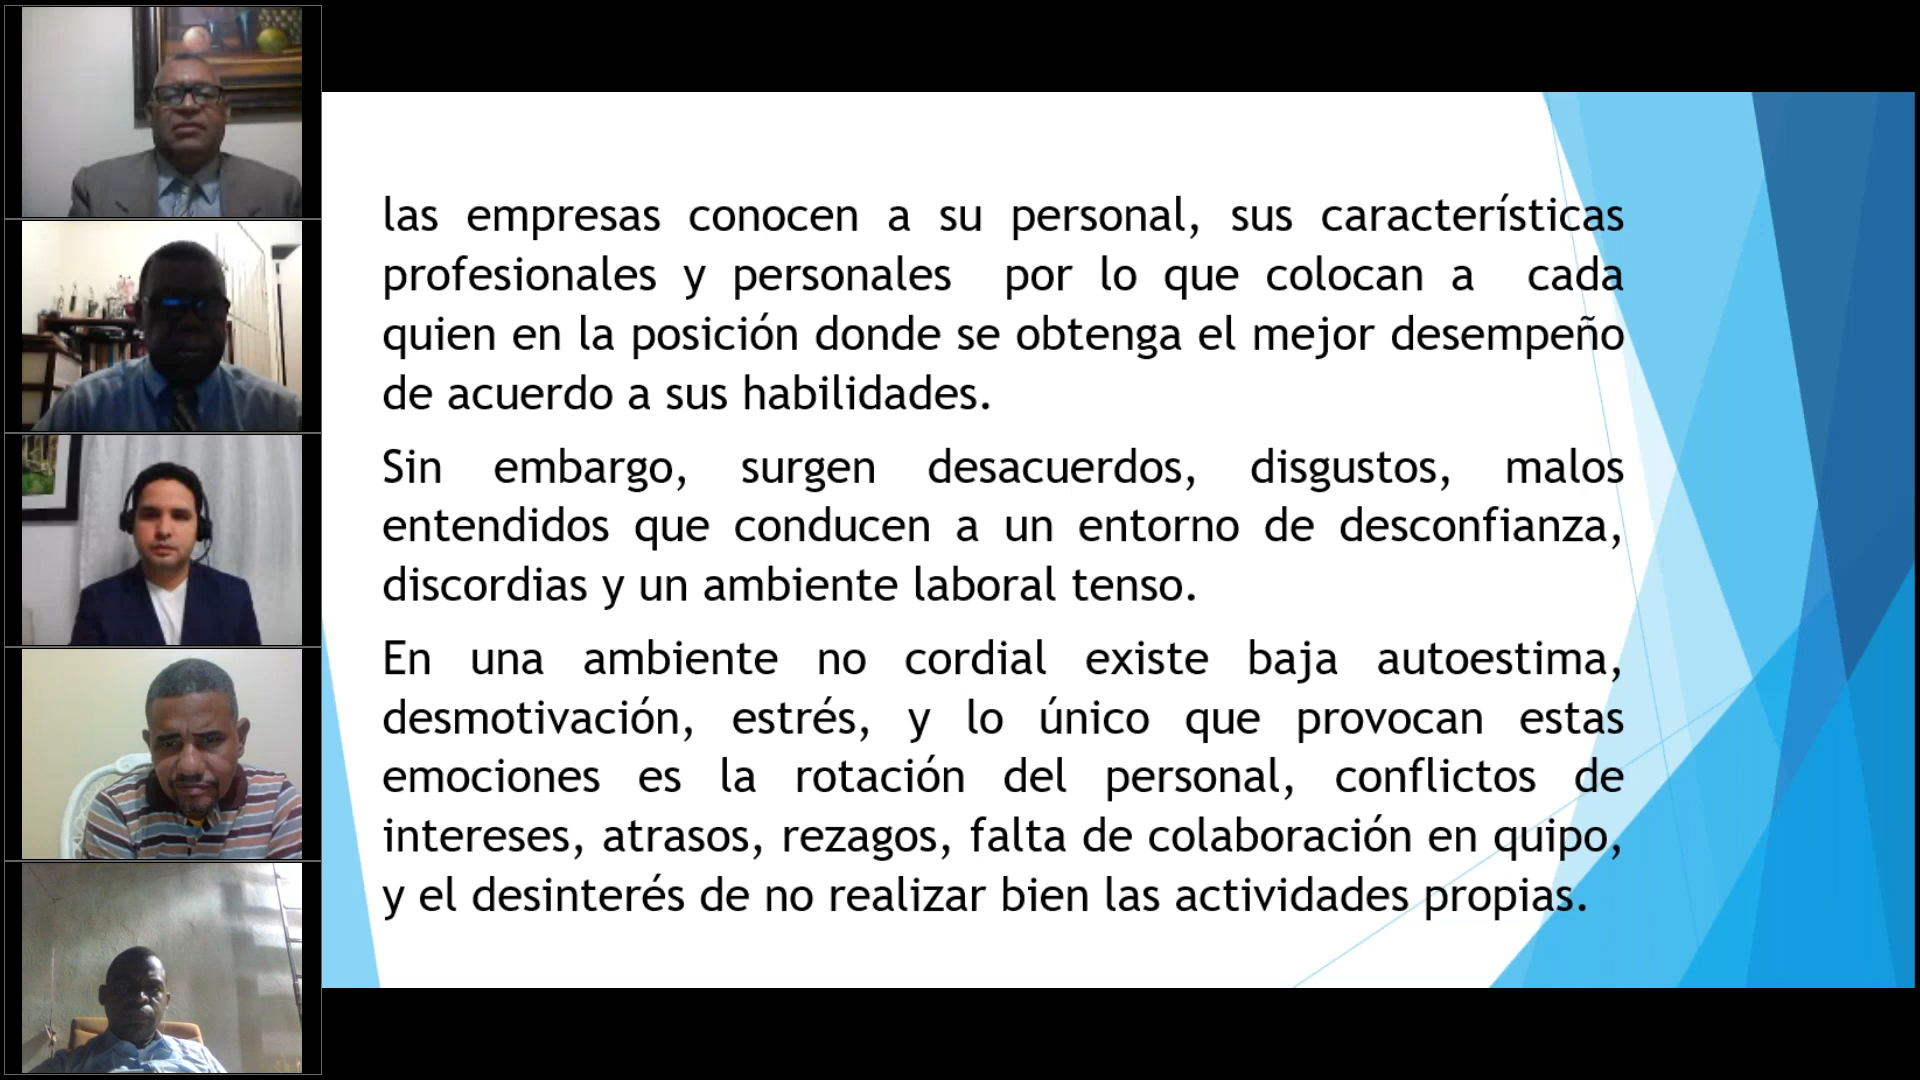 las empresas conocen a su personal, sus características
profesionales y personales por lo que colocan a cada
quien en la posición donde se obtenga el mejor desempeño
de acuerdo a sus habilidades.
Sin embargo, surgen desacuerdos, disgustos, malos
entendidos que conducen a un entorno de desconfianza,
discordias y un ambiente laboral tenso.
En una ambiente no cordial existe baja autoestima,
desmotivación, estrés, y lo único que provocan estas
emociones es la rotación del personal, conflictos de
intereses, atrasos, rezagos, falta de colaboración en quipo,
y el desinterés de no realizar bien las actividades propias.